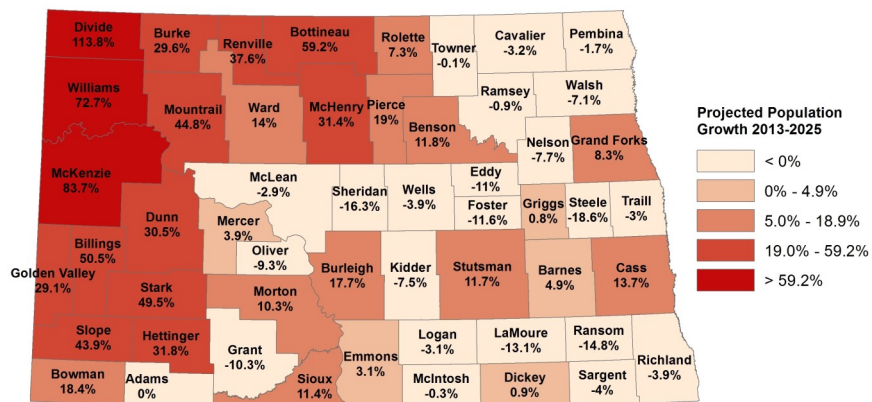 Divide
113.8%
Burke
29.6%
Renville
37.6%
Bottineau
59.2%
Rolette
7.3%
Towner
-0.1%
Cavalier
-3.2%
Pembina
-1.7%
Williams
72.7%
Mountrail
44.8%
Ward
14%
McHenry
31.4%
Pierce
19%
Benson
11.8%
Ramsey
-0.9%
Walsh
-7.1%
Nelson
-7.7%
Grand Forks
8.3%
McKenzie
83.7%
McLean
-2.9%
Sheridan
-16.3%
Wells
-3.9%
Eddy
-11%
Foster
-11.6%
Griggs
0.8%
Steele
-18.6%
Traill
-3%
Dunn
30.5%
Mercer
3.9%
Oliver
-9.3%
Billings
50.5%
Golden Valley
29.1%
Stark
49.5%
Morton
10.3%
Burleigh
17.7%
Kidder
-7.5%
Stutsman
11.7%
Barnes
4.9%
Cass
13.7%
Slope
43.9%
Hettinger
31.8%
Grant
-10.3%
Bowman
18.4%
Adams
0%
Sioux
11.4%
Emmons
3.1%
Logan
-3.1%
LaMoure
-13.1%
Ransom
-14.8%
Richland
-3.9%
McIntosh
-0.3%
Dickey
0.9%
Sargent
-4%
Projected Population
Growth 2013-2025
< 0%
0% - 4.9%
5.0% - 18.9%
19.0% - 59.2%
> 59.2%